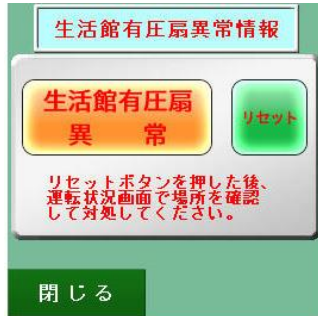 生活館有圧扇異常情報
生活館有圧扇
異　常
リセット
リセットボタンを押した後、
運転状況画面で場所を確認
して対処してください。
閉じる